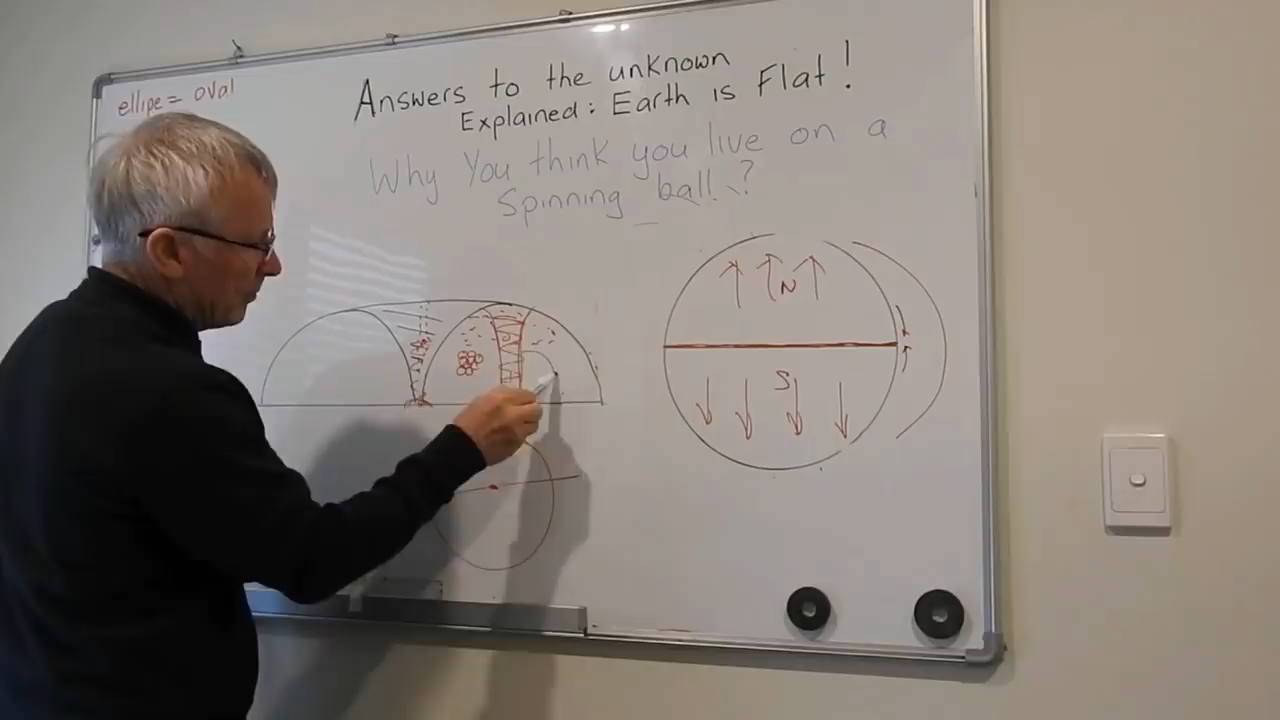 ellipe = oval
Answers to the unknown
Explained: Earth is Flat!
Why You think you live on a
Spinning ball?
N
S